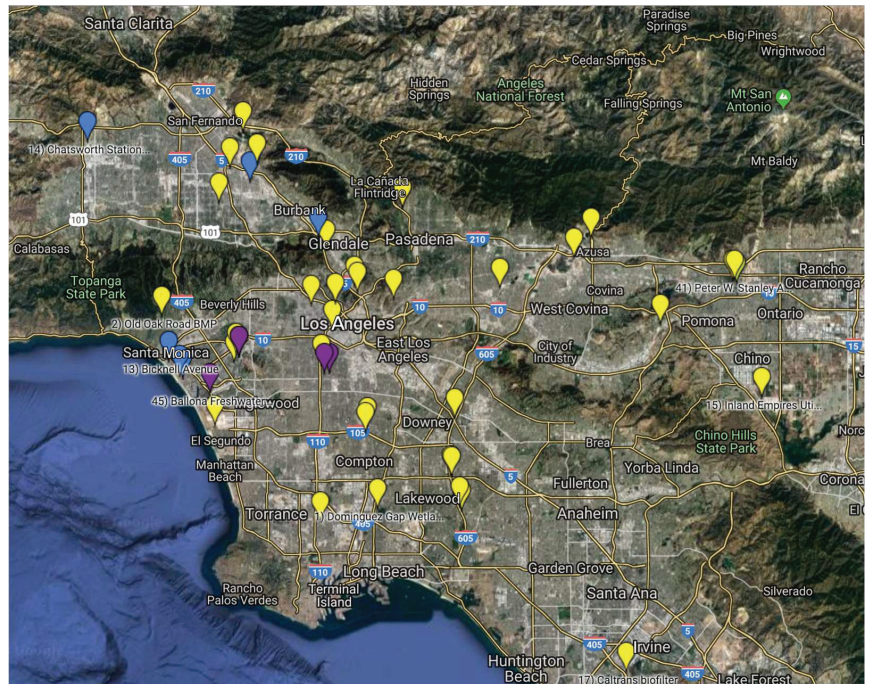 Santa Clarita
Paradise
Springs
Big Pines
Wrightwood
Cedar Springs
Hidden
Springs
Angeles
National Forest
Falling Springs
Mt San
Antonio
210
San Fernando
14) Chatsworth Station...
405
5
210
Mt Baldy
La Cañada
Flintridge
101
Burbank
101
Glendale
Pasadena
210
Calabasas
Azusa
Topanga
State Park
405
Beverly Hills
5
10
10
Covina
West Covina
41) Peter W. Stanley A
Rancho
Cucamonga
Ontario
Pomona
2) Old Oak Road BMP
Los Angeles
10
Santa Monica
13) Bicknell Avenue
East Los
Angeles
605
City of
Industry
Chino
15
15) Inland Empires Uti...
45) Ballona Freshwater
Downey
El Segundo
110
105
Brea
Chino Hills
State Park
Norc
Manhattan
Beach
Compton
Yorba Linda
Corona
Lakewood
5
Fullerton
Torrance
1) Dominguez Gap Wetla...
405
605
Anaheim
110
Long Beach
Garden Grove
Rancho
Palos Verdes
Terminal
Island
Santa Ana
Silverado
5
405
Irvine
Huntington
Beach
17) Caltrans biofilter
405
Lake Forest